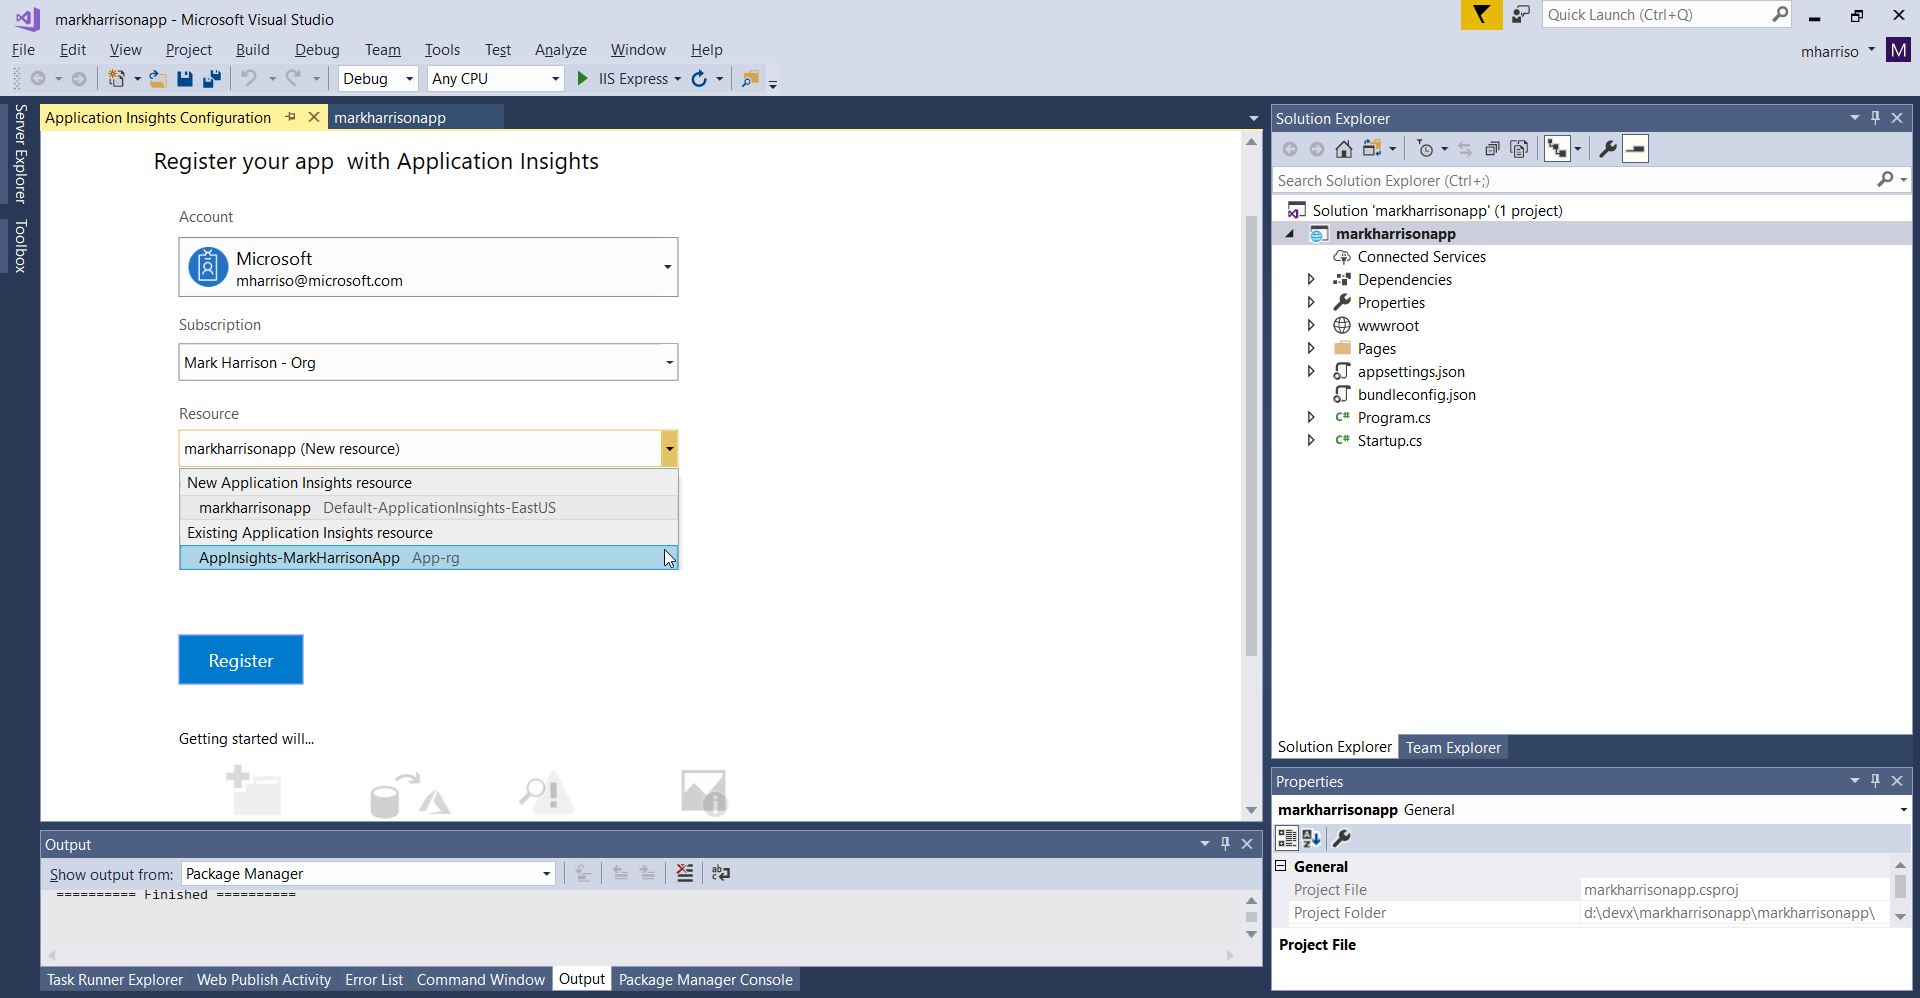 markharrisonapp - Microsoft Visual Studio
Quick Launch (Ctrl+Q)
File Edit View Project Build Debug Team Tools Test Analyze Window Help
mharriso M
Debug Any CPU IIS Express
Server Explorer
Toolbox
Application Insights Configuration markharrisonapp
Register your app with Application Insights
Account
Microsoft
mharriso@microsoft.com
Subscription
Mark Harrison - Org
Resource
markharrisonapp (New resource)
New Application Insights resource
markharrisonapp Default-ApplicationInsights-EastUS
Existing Application Insights resource
AppInsights-MarkHarrisonApp App-rg
Register
Getting started will...
Output
Show output from: Package Manager
========== Finished ==========
Task Runner Explorer Web Publish Activity Error List Command Window Output Package Manager Console
Solution Explorer
Search Solution Explorer (Ctrl+;)
Solution 'markharrisonapp' (1 project)
markharrisonapp
Connected Services
Dependencies
Properties
wwwroot
Pages
appsettings.json
bundleconfig.json
C# Program.cs
C# Startup.cs
Solution Explorer Team Explorer
Properties
markharrisonapp General
General
Project File markharrisonapp.csproj
Project Folder d:\devx\markharrisonapp\markharrisonapp\
Project File